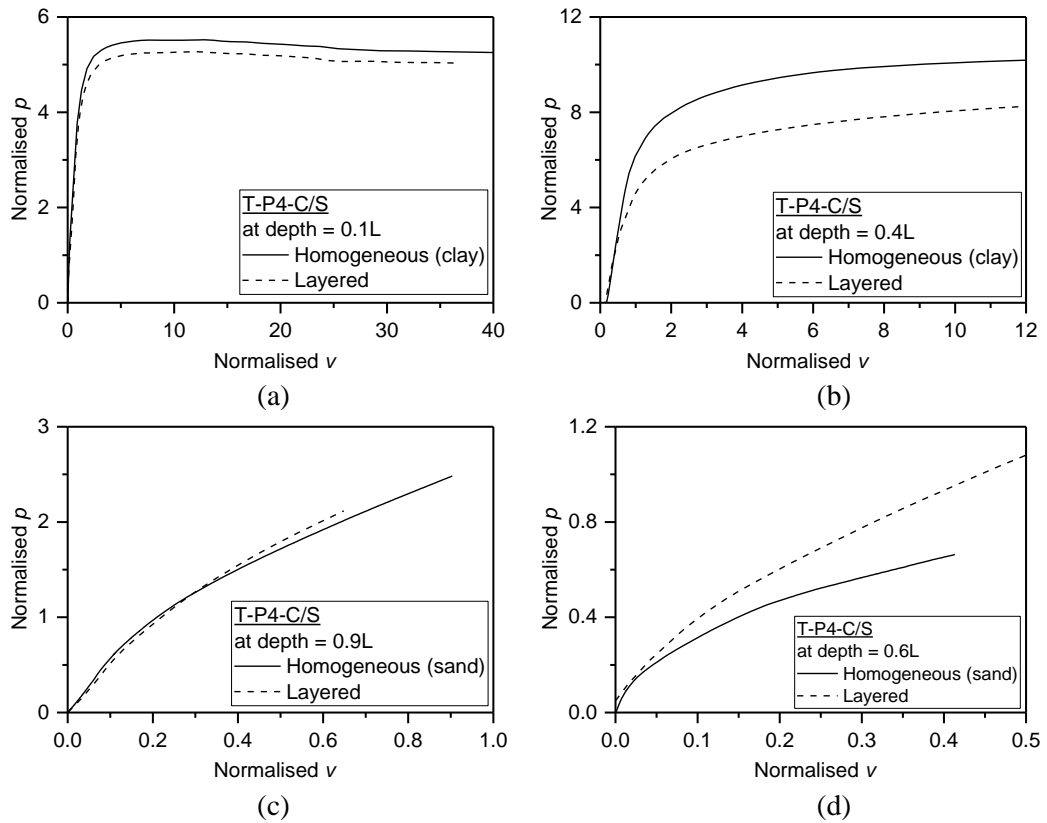 6
4
2
0
0
10
20
30
40
Normalised p
Normalised v
T-P4-C/S
at depth = 0.1L
Homogeneous (clay)
Layered
(a)
12
10
8
6
4
2
0
0
2
4
6
8
10
12
Normalised p
Normalised v
T-P4-C/S
at depth = 0.4L
Homogeneous (clay)
Layered
(b)
3
2
1
0
0.0
0.2
0.4
0.6
0.8
1.0
Normalised p
Normalised v
T-P4-C/S
at depth = 0.9L
Homogeneous (sand)
Layered
(c)
1.2
0.8
0.4
0.0
0.0
0.1
0.2
0.3
0.4
0.5
Normalised p
Normalised v
T-P4-C/S
at depth = 0.6L
Homogeneous (sand)
Layered
(d)